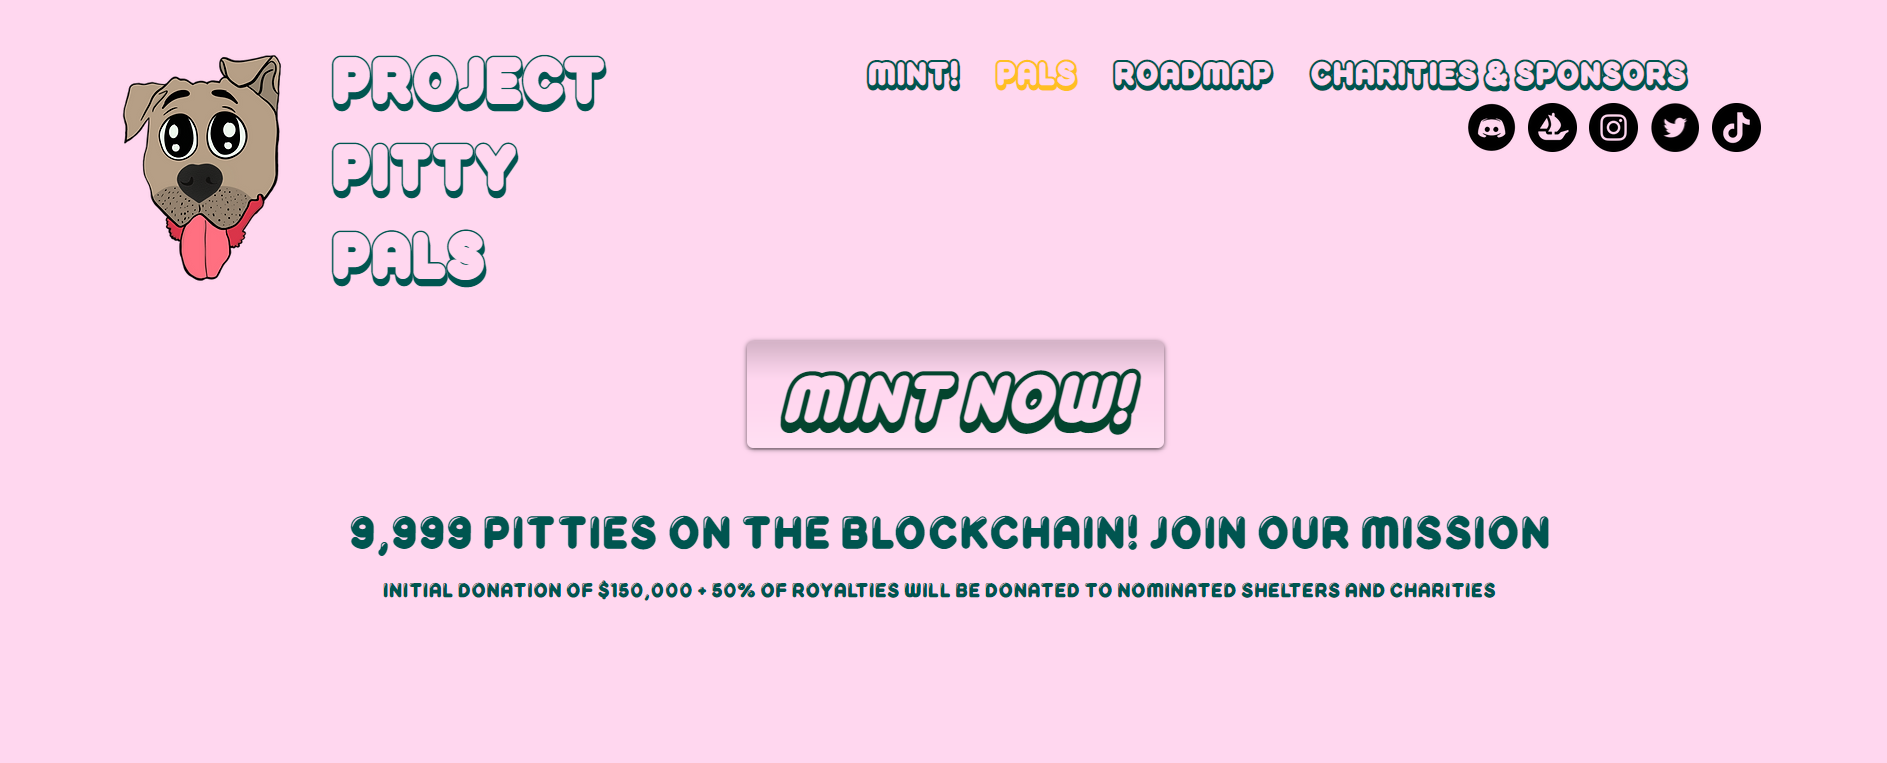 PROJECT
PITTY
PALS
MINT! PALS ROADMAP CHARITIES & SPONSORS
MINT NOW!
9,999 PITTIES ON THE BLOCKCHAIN! JOIN OUR MISSION
INITIAL DONATION OF $150,000 + 50% OF ROYALTIES WILL BE DONATED TO NOMINATED SHELTERS AND CHARITIES